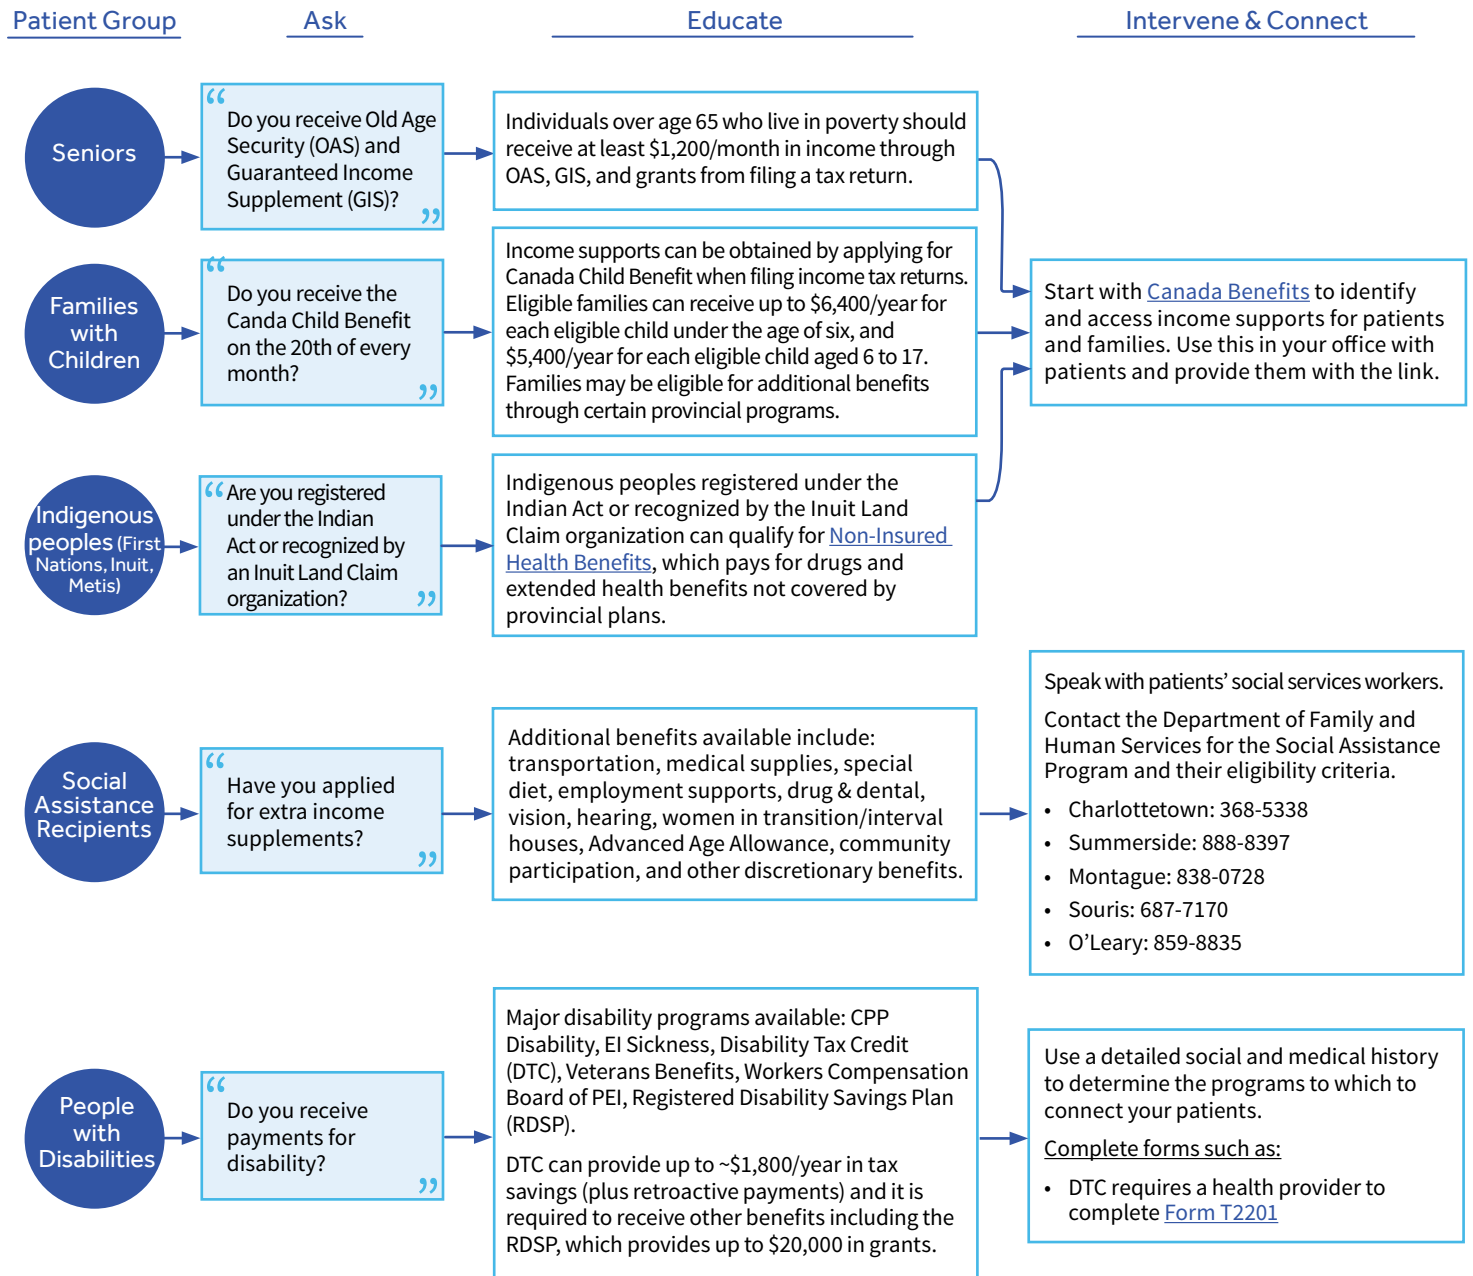 Patient Group
Ask
Educate
Intervene & Connect
Seniors
“
Do you receive Old Age
Security (OAS) and
Guaranteed Income
Supplement (GIS)?
”
Individuals over age 65 who live in poverty should
receive at least $1,200/month in income through
OAS, GIS, and grants from filing a tax return.
Families
with
Children
“
Do you receive the
Canda Child Benefit
on the 20th of every
month?
”
Income supports can be obtained by applying for
Canada Child Benefit when filing income tax returns.
Eligible families can receive up to $6,400/year for
each eligible child under the age of six, and
$5,400/year for each eligible child aged 6 to 17.
Families may be eligible for additional benefits
through certain provincial programs.
Start with Canada Benefits to identify
and access income supports for patients
and families. Use this in your office with
patients and provide them with the link.
Indigenous
peoples (First
Nations, Inuit,
Metis)
“Are you registered
under the Indian
Act or recognized by
an Inuit Land Claim
organization? ”
Indigenous peoples registered under the
Indian Act or recognized by the Inuit Land
Claim organization can qualify for Non-Insured
Health Benefits, which pays for drugs and
extended health benefits not covered by
provincial plans.
Social
Assistance
Recipients
“
Have you applied
for extra income
supplements?
”
Additional benefits available include:
transportation, medical supplies, special
diet, employment supports, drug & dental,
vision, hearing, women in transition/interval
houses, Advanced Age Allowance, community
participation, and other discretionary benefits.
Speak with patients’ social services workers.
Contact the Department of Family and
Human Services for the Social Assistance
Program and their eligibility criteria.
• Charlottetown: 368-5338
• Summerside: 888-8397
• Montague: 838-0728
• Souris: 687-7170
• O’Leary: 859-8835
People
with
Disabilities
“
Do you receive
payments for
disability?
”
Major disability programs available: CPP
Disability, EI Sickness, Disability Tax Credit
(DTC), Veterans Benefits, Workers Compensation
Board of PEI, Registered Disability Savings Plan
(RDSP).
DTC can provide up to ~$1,800/year in tax
savings (plus retroactive payments) and it is
required to receive other benefits including the
RDSP, which provides up to $20,000 in grants.
Use a detailed social and medical history
to determine the programs to which to
connect your patients.
Complete forms such as:
• DTC requires a health provider to
complete Form T2201